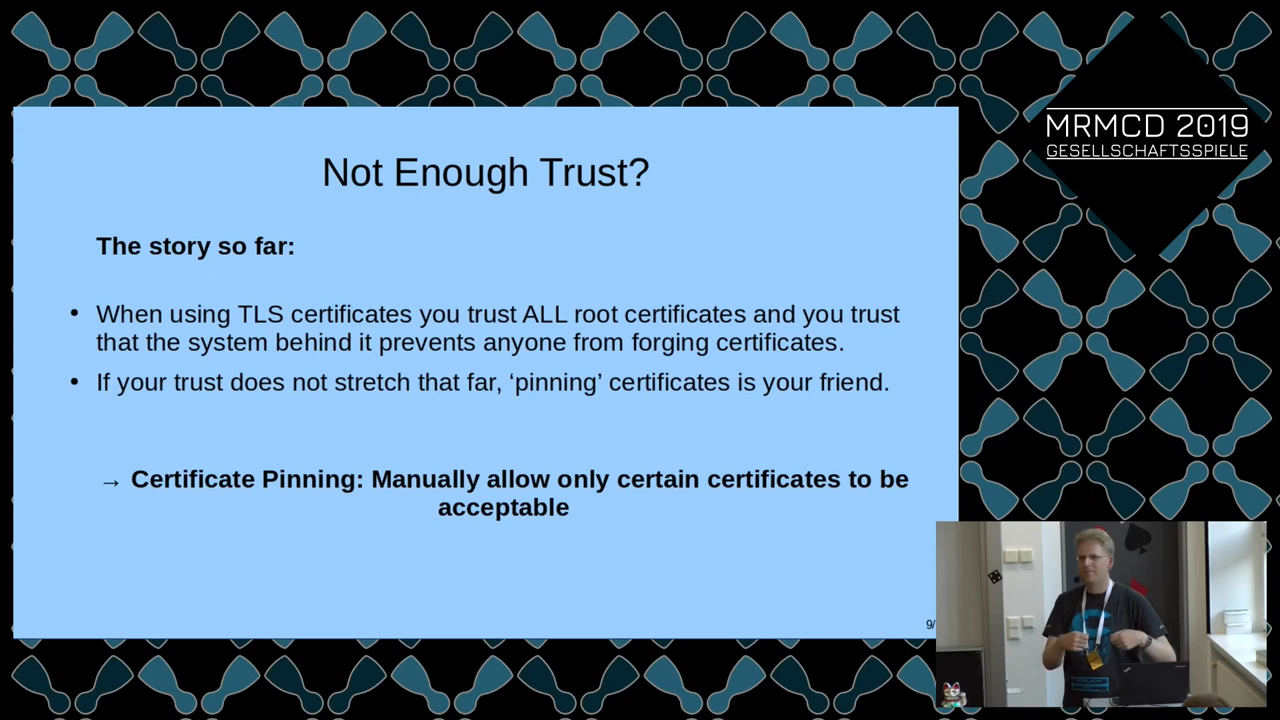 MRMCD 2019
GESELLSCHAFTSSPIELE
Not Enough Trust?
The story so far:
• When using TLS certificates you trust ALL root certificates and you trust
that the system behind it prevents anyone from forging certificates.
• If your trust does not stretch that far, ‘pinning’ certificates is your friend.
→ Certificate Pinning: Manually allow only certain certificates to be
acceptable
9/